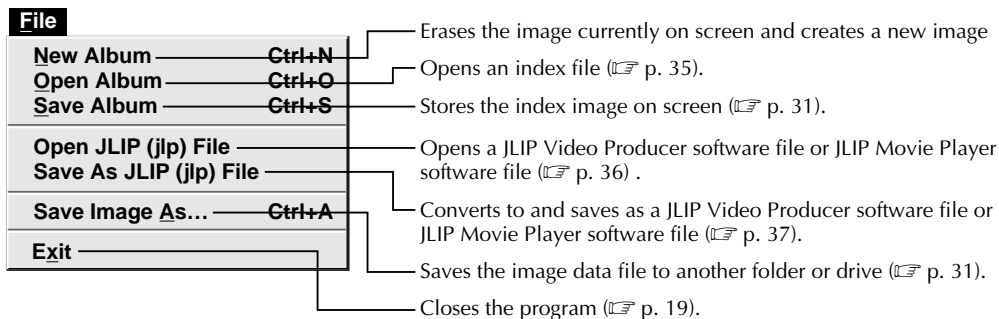 File
New Album Ctrl+N
Open Album Ctrl+O
Save Album Ctrl+S
Open JLIP (jlp) File
Save As JLIP (jlp) File
Save Image As... Ctrl+A
Exit
Erases the image currently on screen and creates a new image
Opens an index file (☞ p. 35).
Stores the index image on screen (☞ p. 31).
Opens a JLIP Video Producer software file or JLIP Movie Player
software file (☞ p. 36) .
Converts to and saves as a JLIP Video Producer software file or
JLIP Movie Player software file (☞ p. 37).
Saves the image data file to another folder or drive (☞ p. 31).
Closes the program (☞ p. 19).